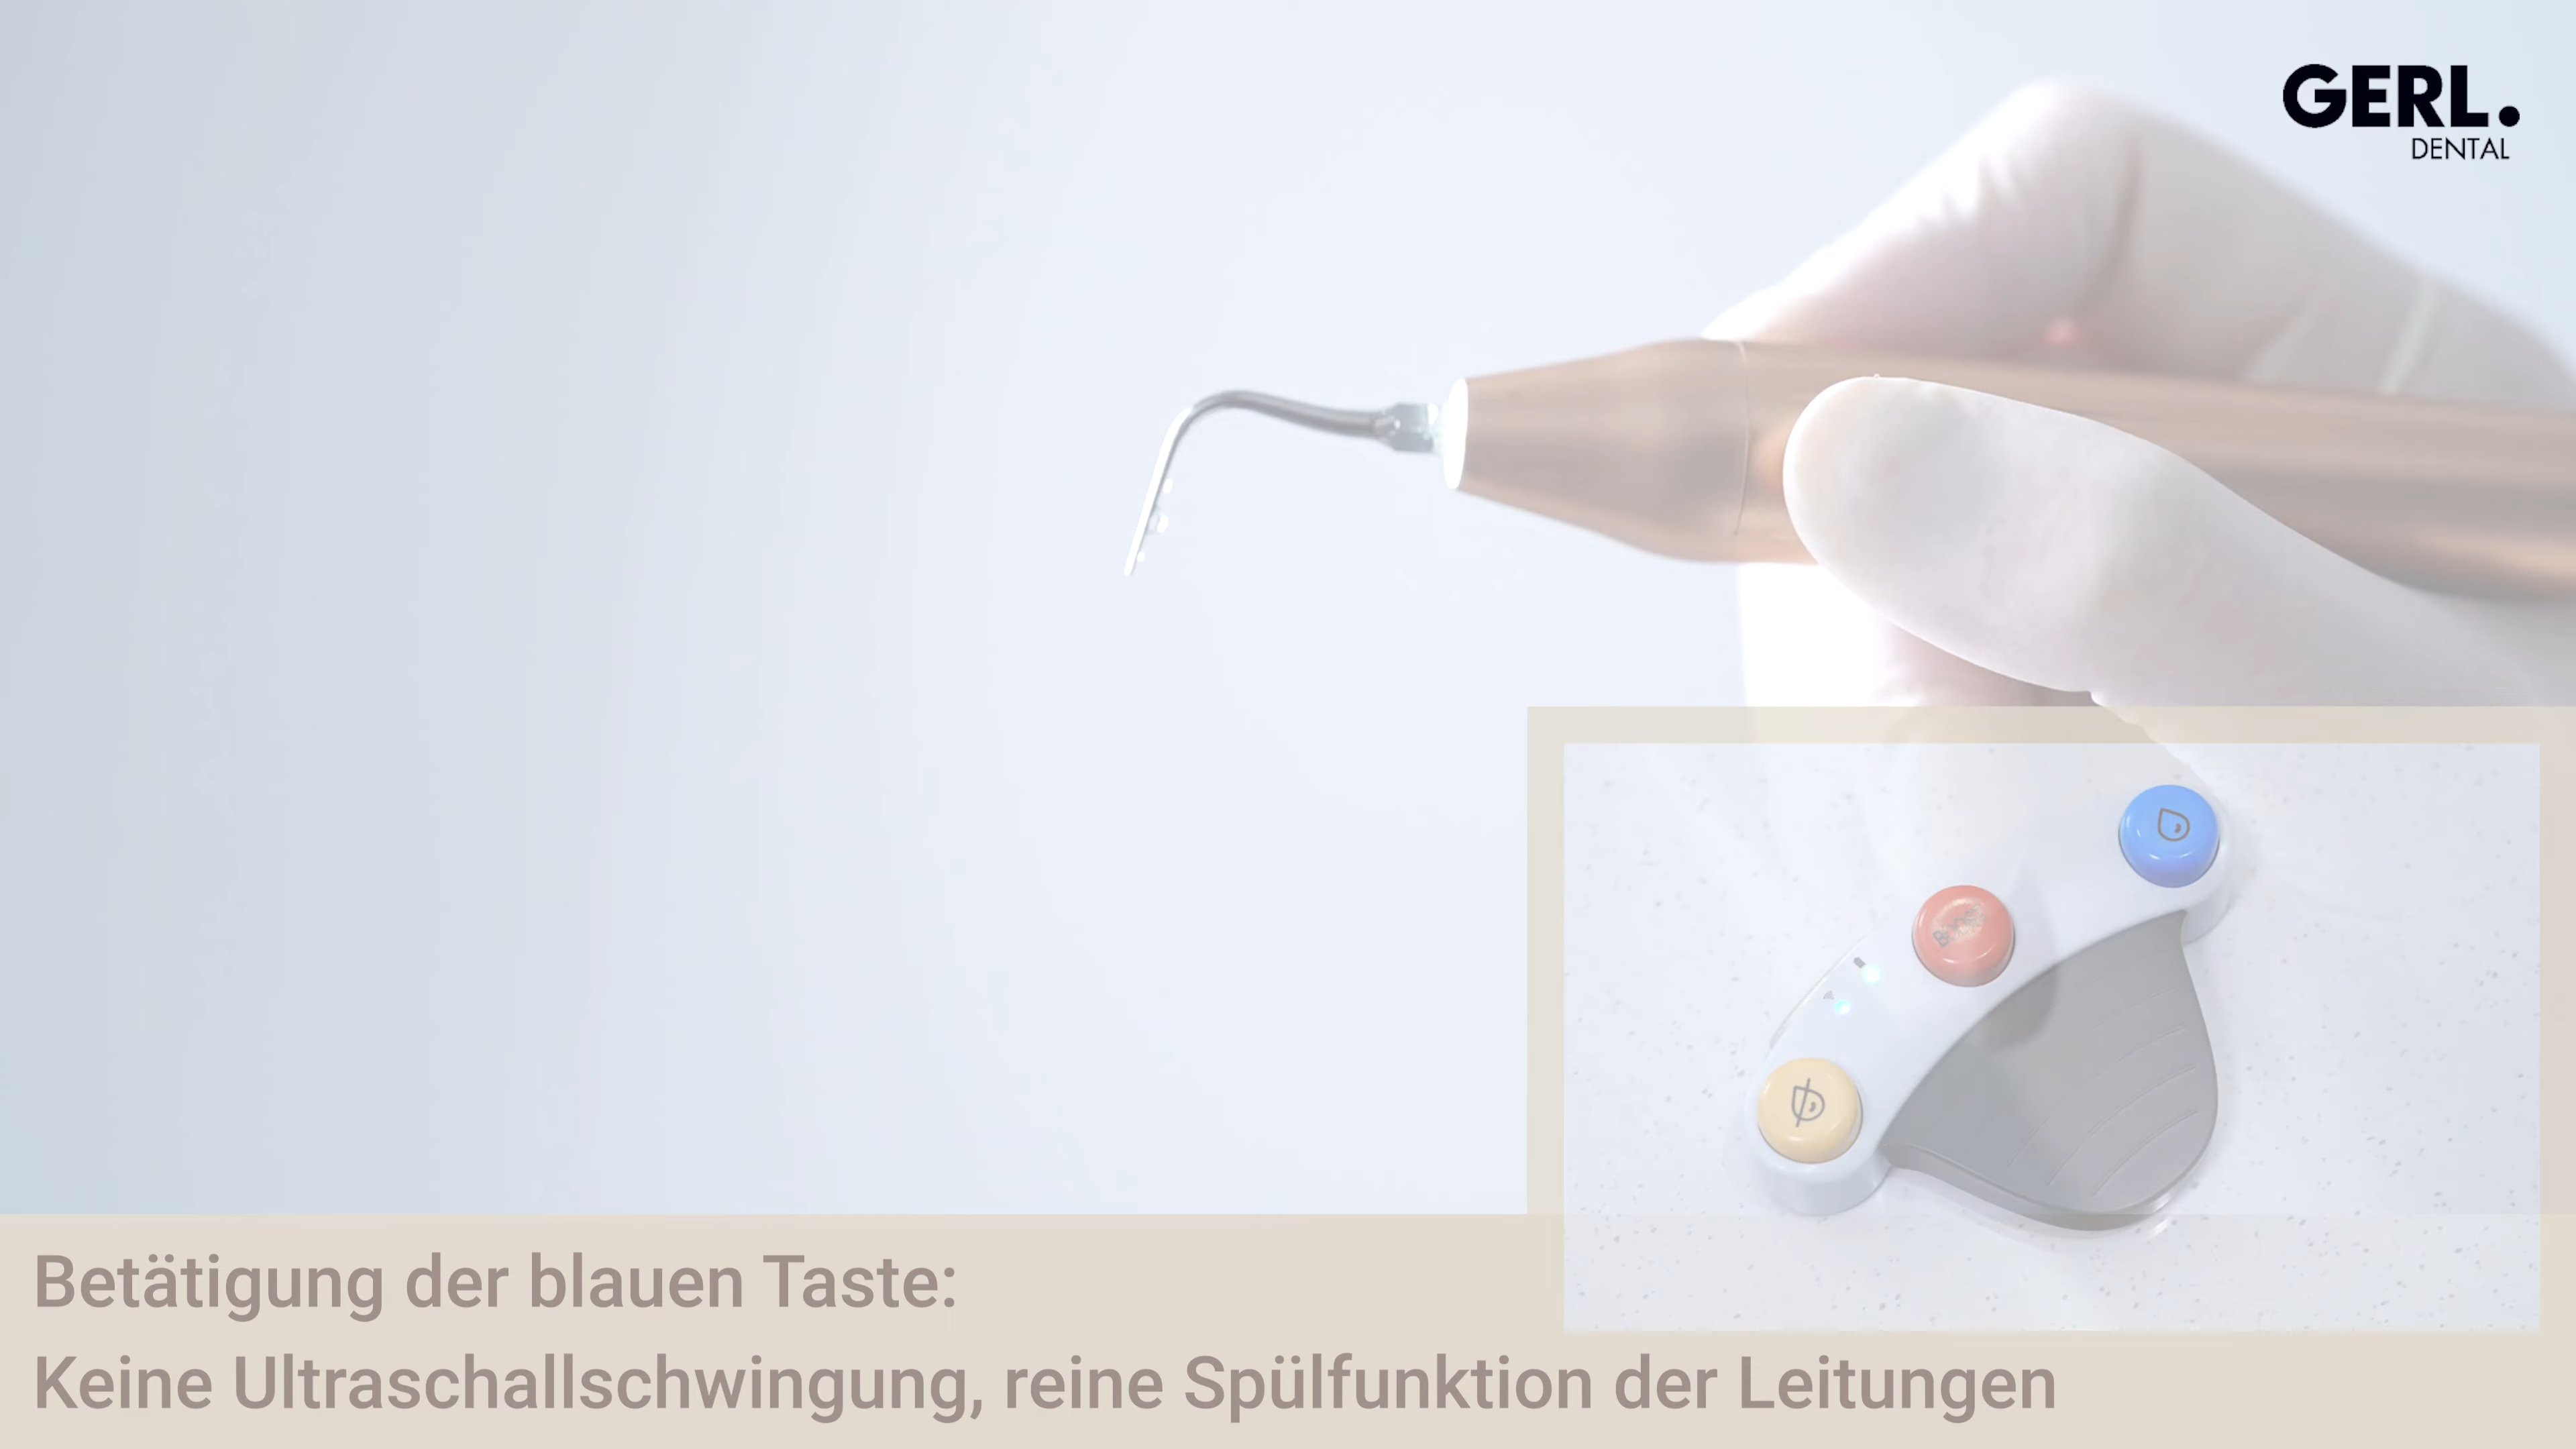 GERL.
DENTAL
Betätigung der blauen Taste:
Keine Ultraschallschwingung, reine Spülfunktion der Leitungen